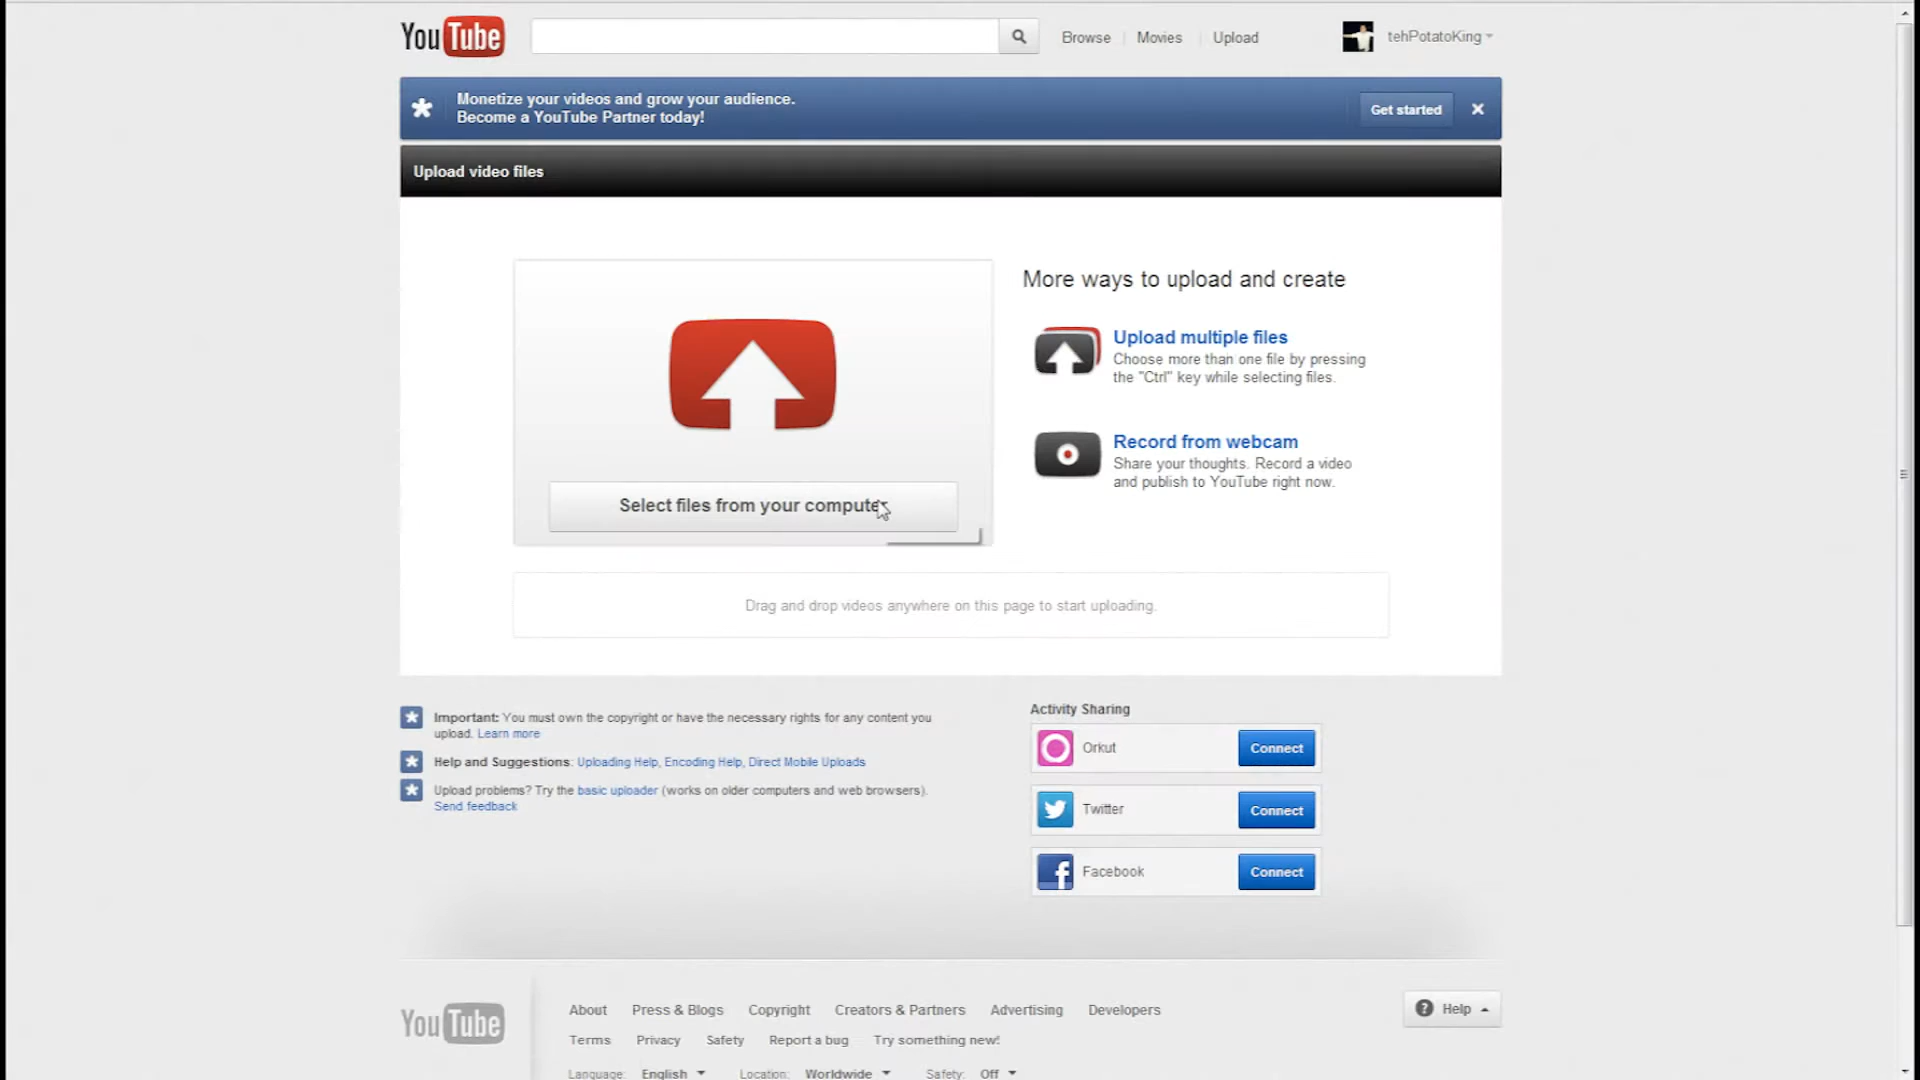 YouTube
Browse
Movies
Upload
tehPotatoKing
Monetize your videos and grow your audience.
Become a YouTube Partner today!
Get started
Upload video files
Select files from your computer
More ways to upload and create
Upload multiple files
Choose more than one file by pressing
the "Ctrl" key while selecting files.
Record from webcam
Share your thoughts. Record a video
and publish to YouTube right now.
Drag and drop videos anywhere on this page to start uploading.
Important: You must own the copyright or have the necessary rights for any content you
upload. Learn more
Help and Suggestions: Uploading Help, Encoding Help, Direct Mobile Uploads
Upload problems? Try the basic uploader (works on older computers and web browsers).
Send feedback
Activity Sharing
Orkut Connect
Twitter Connect
Facebook Connect
YouTube
About Press & Blogs Copyright Creators & Partners Advertising Developers
Terms Privacy Safety Report a bug Try something new!
Language: English Location: Worldwide Safety: Off
Help